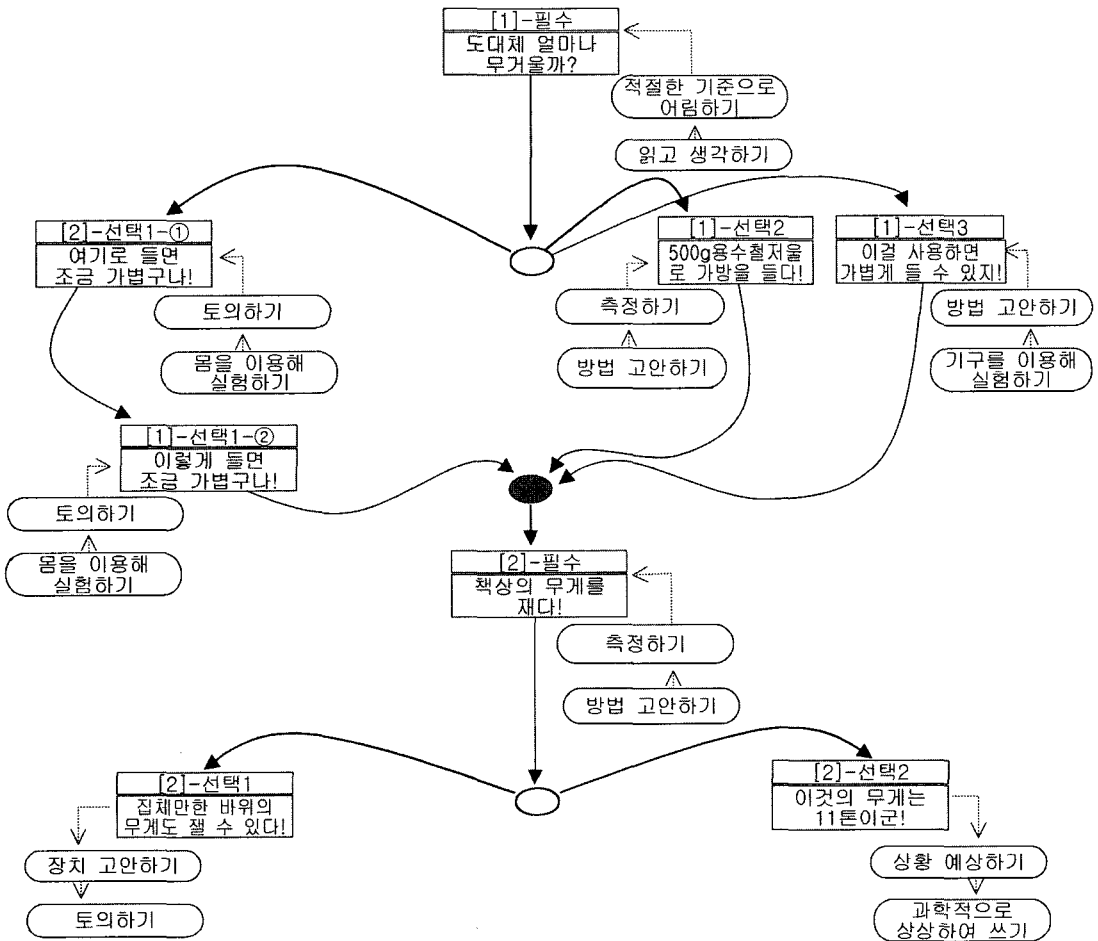 [1]-필수
도대체 얼마나
무거울까?
적절한 기준으로
어림하기
읽고 생각하기
[2]-선택1-①
여기로 들면
조금 가볍구나!
토의하기
몸을 이용해
실험하기
[1]-선택2
500g용수철저울
로 가방을 들다!
측정하기
방법 고안하기
[1]-선택3
이걸 사용하면
가볍게 들 수 있지!
방법 고안하기
기구를 이용해
실험하기
[1]-선택1-②
이렇게 들면
조금 가볍구나!
토의하기
몸을 이용해
실험하기
[2]-필수
책상의 무게를
재다!
측정하기
방법 고안하기
[2]-선택1
집체만한 바위의
무게도 잴 수 있다!
장치 고안하기
토의하기
[2]-선택2
이것의 무게는
11톤이군!
상황 예상하기
과학적으로
상상하여 쓰기